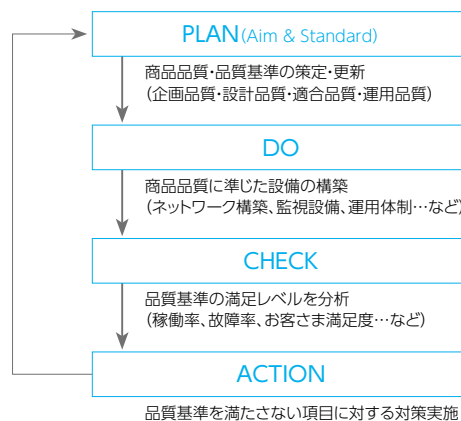 PLAN(Aim & Standard)
商品品質・品質基準の策定・更新
(企画品質・設計品質・適合品質・運用品質)
DO
商品品質に準じた設備の構築
(ネットワーク構築、監視設備、運用体制…など)
CHECK
品質基準の満足レベルを分析
(稼働率、故障率、お客さま満足度…など)
ACTION
品質基準を満たさない項目に対する対策実施